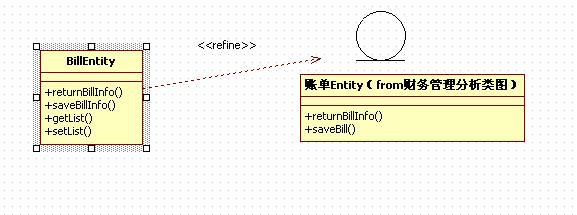 <<refine>>
BillEntity
+returnBillInfo()
+saveBillInfo()
+getList()
+setList()
账单Entity（from财务管理分析类图）
+returnBillInfo()
+saveBill()